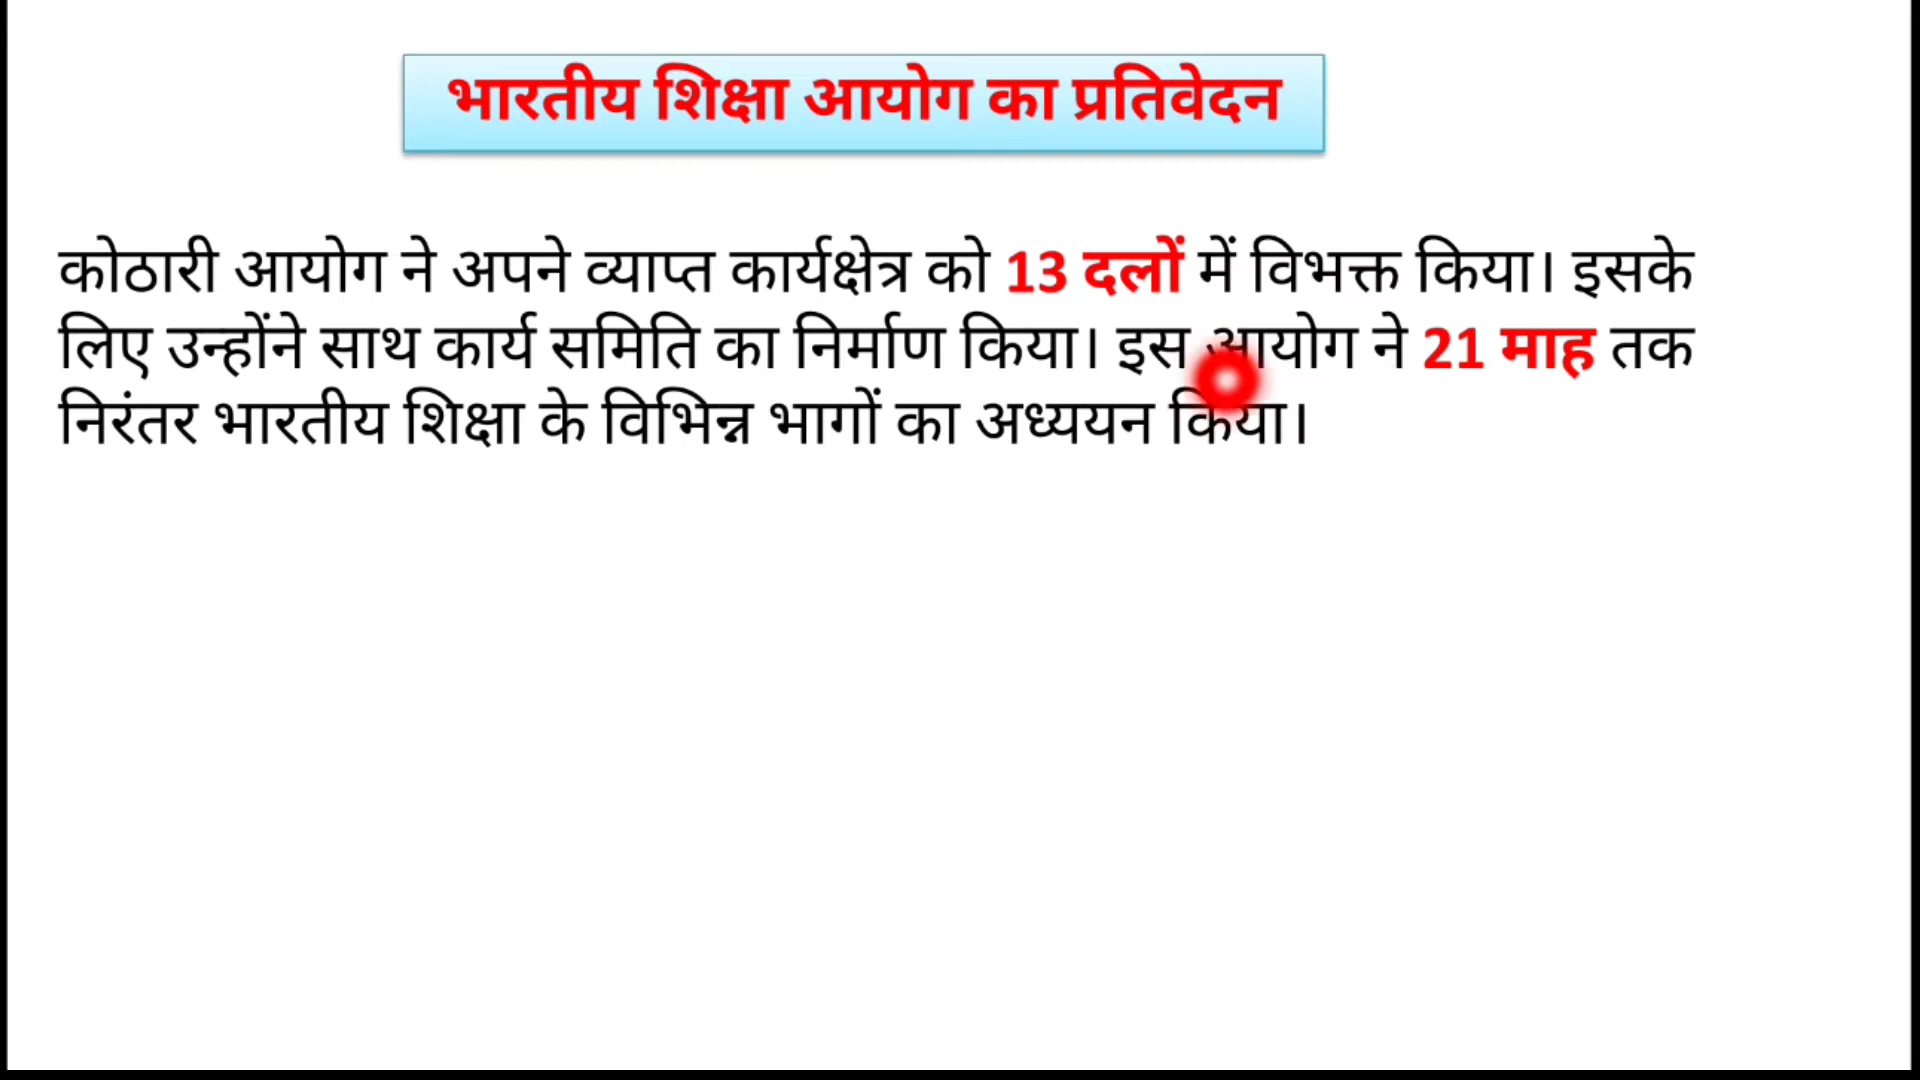 भारतीय शिक्षा आयोग का प्रतिवेदन
कोठारी आयोग ने अपने व्याप्त कार्यक्षेत्र को 13 दलों में विभक्त किया। इसके
लिए उन्होंने साथ कार्य समिति का निर्माण किया। इस आयोग ने 21 माह तक
निरंतर भारतीय शिक्षा के विभिन्न भागों का अध्ययन किया।